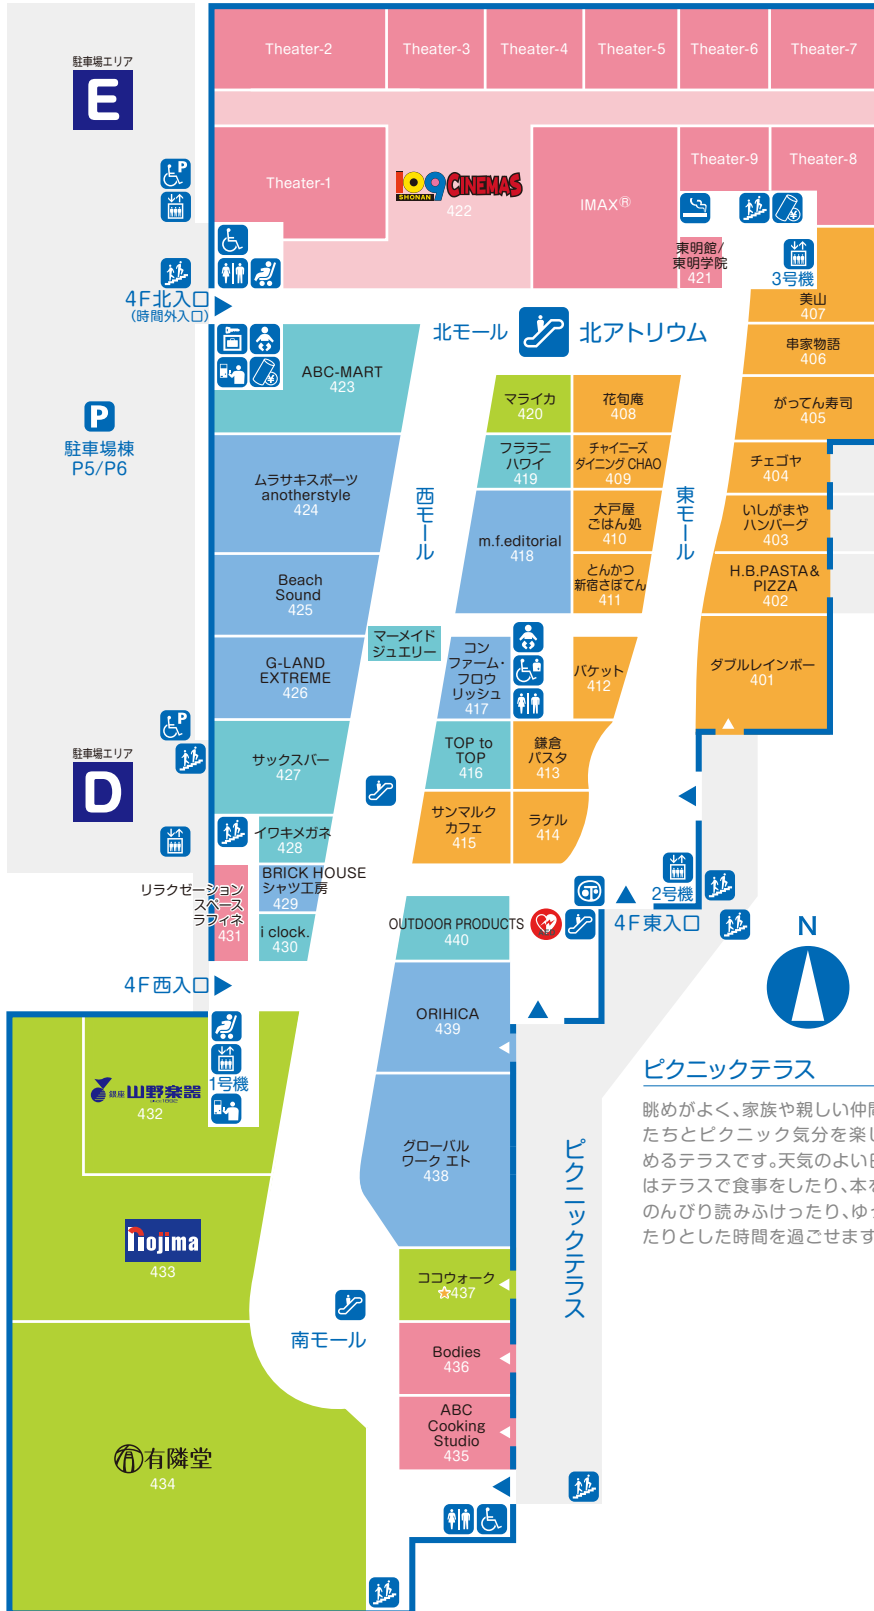 Theater-2
Theater-3
Theater-4
Theater-5
Theater-6
Theater-7
駐車場エリア
E
Theater-1
109 CINEMAS
SHONAN
422
IMAX®
Theater-9
Theater-8
東明館/
東明学院
421
3号機
4F北入口
(時間外入口)
北モール
北アトリウム
美山
407
串家物語
406
がってん寿司
405
チェゴヤ
404
いしがまや
ハンバーグ
403
H.B.PASTA&
PIZZA
402
ダブルレインボー
401
ABC-MART
423
P
駐車場棟
P5/P6
マライカ
420
花旬庵
408
フララニ
ハワイ
419
チャイニーズ
ダイニング CHAO
409
ムラサキスポーツ
anotherstyle
424
西モール
東モール
m.f.editorial
418
大戸屋
ごはん処
410
とんかつ
新宿さぼてん
411
Beach
Sound
425
マーメイド
ジュエリー
G-LAND
EXTREME
426
コン
ファーム・
フロウ
リッシュ
417
バケット
412
サックスバー
427
TOP to
TOP
416
鎌倉
パスタ
413
駐車場エリア
D
サンマルク
カフェ
415
ラケル
414
イワキメガネ
428
BRICK HOUSE
シャツ工房
429
リラクゼーション
スペース
ラフィネ
431
i clock.
430
OUTDOOR PRODUCTS
440
2号機
4F東入口
N
4F西入口
ORIHICA
439
1号機
銀座 山野楽器
since 1892
432
ピクニックテラス
眺めがよく、家族や親しい仲間
たちとピクニック気分を楽し
めるテラスです。天気のよい日
はテラスで食事をしたり、本を
のんびり読みふけったり、ゆっ
たりとした時間を過ごせます
グローバル
ワーク エト
438
ピクニックテラス
nojima
433
ココウォーク
437
南モール
Bodies
436
ABC
Cooking
Studio
435
有隣堂
434